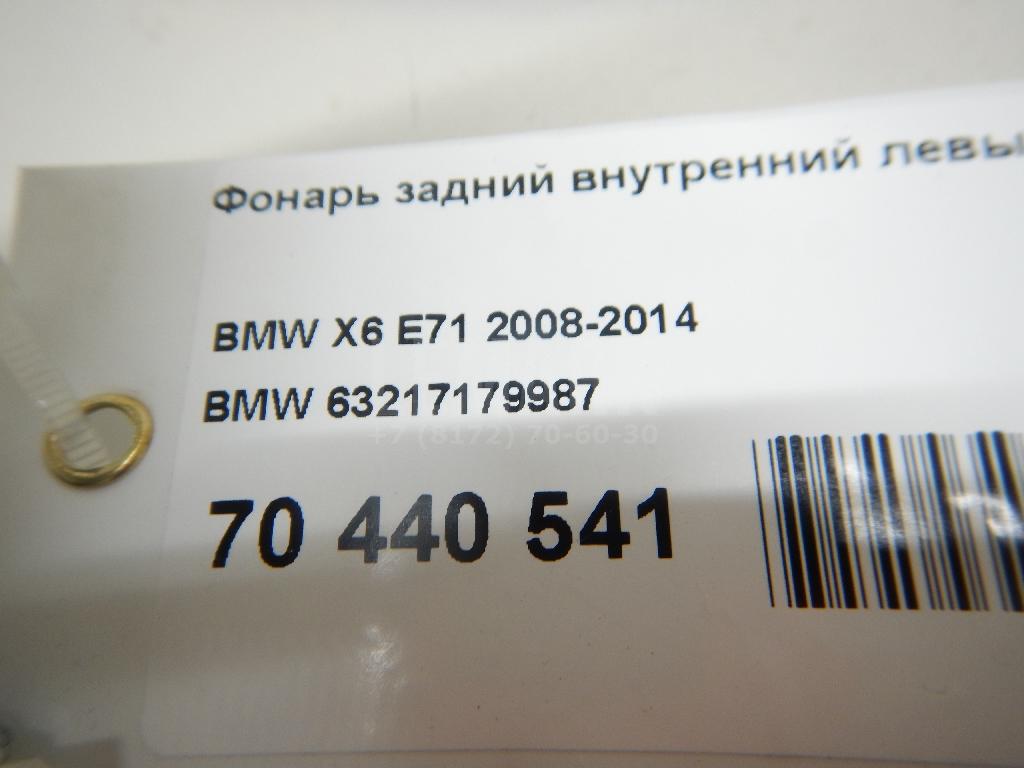 Фонарь задний внутренний левы
BMW X6 E71 2008-2014
BMW 63217179987
+7 (8172) 70-60-30
70 440 541